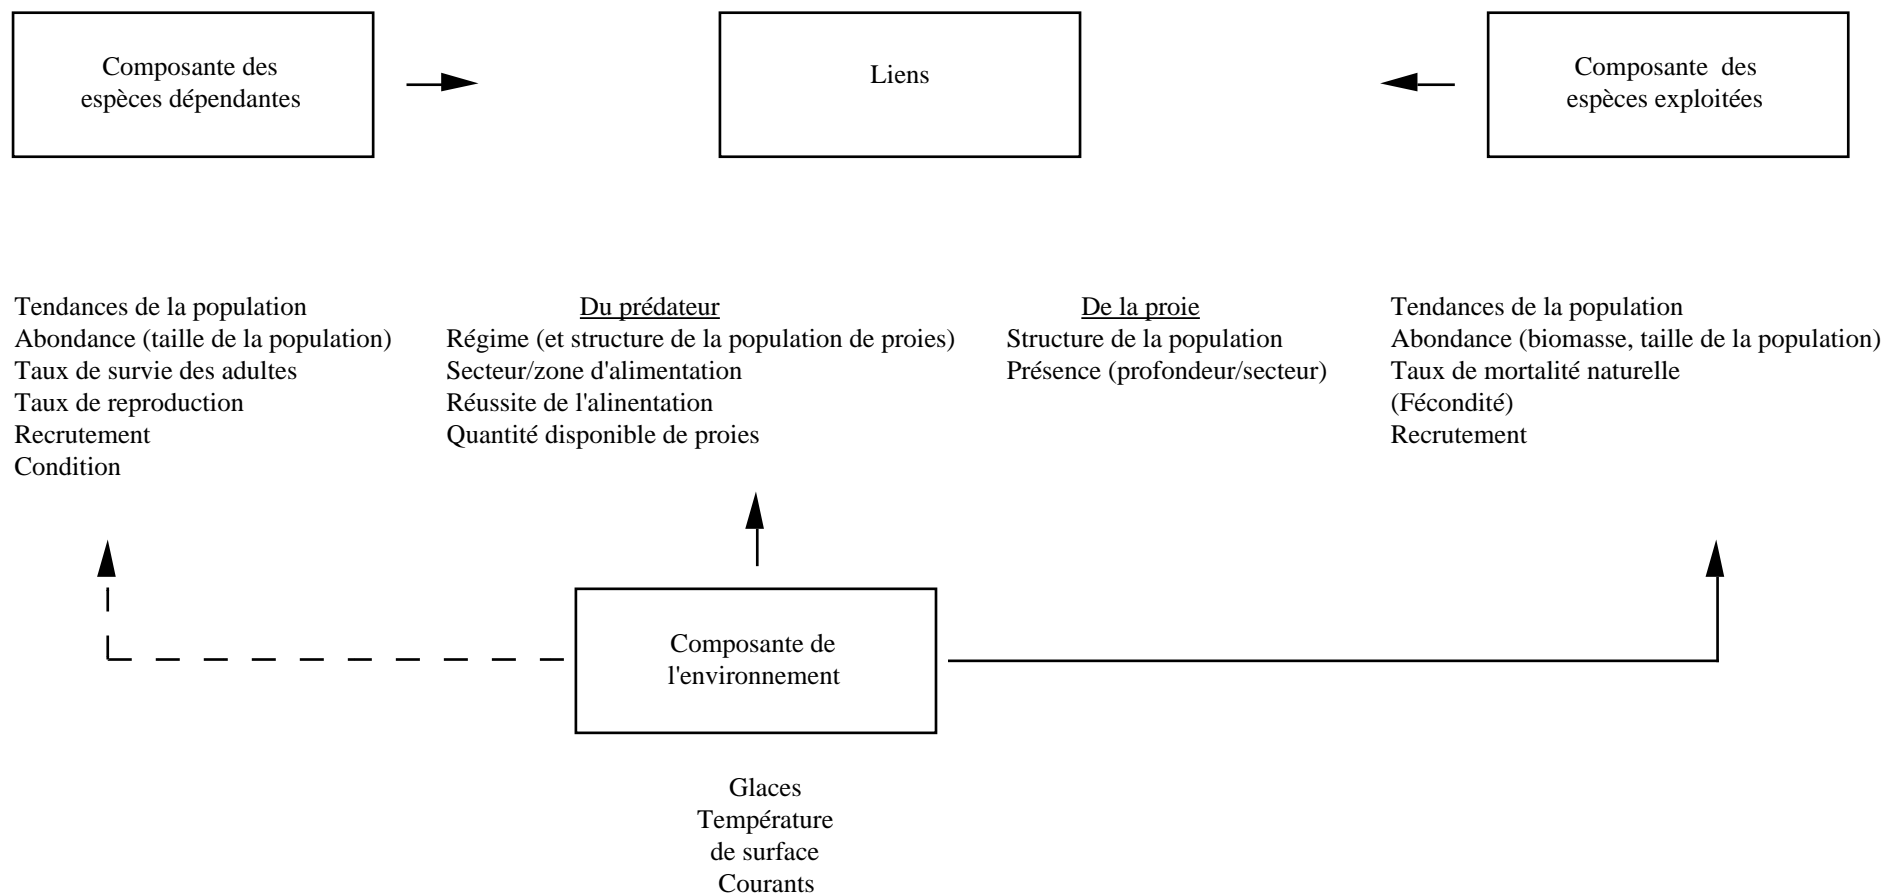 Composante des
espèces dépendantes
Liens
Composante des
espèces exploitées
Tendances de la population
Abondance (taille de la population)
Taux de survie des adultes
Taux de reproduction
Recrutement
Condition
Du prédateur
Régime (et structure de la population de proies)
Secteur/zone d'alimentation
Réussite de l'alinentation
Quantité disponible de proies
De la proie
Structure de la population
Présence (profondeur/secteur)
Tendances de la population
Abondance (biomasse, taille de la population)
Taux de mortalité naturelle
(Fécondité)
Recrutement
Composante de
l'environnement
Glaces
Température
de surface
Courants